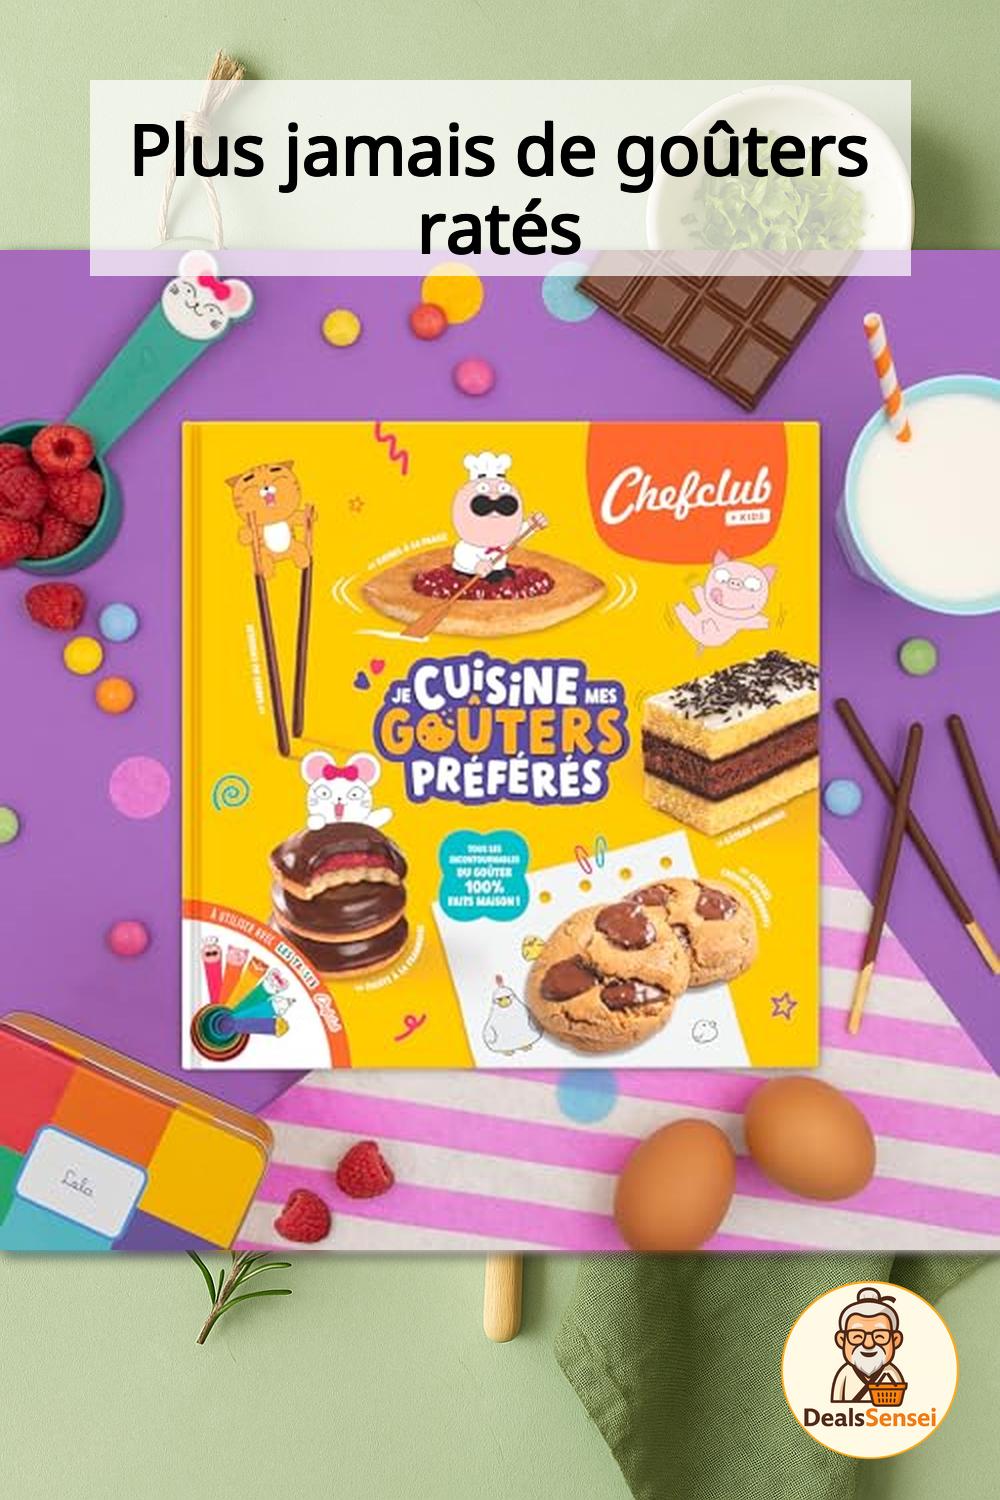 Plus jamais de goûters
ratés
Chefclub
+ KIDS
JE CUISINE MES
GOÛTERS
PRÉFÉRÉS
TOUS LES
INCONTOURNABLES
DU GOÛTER
100%
FAITS MAISON !
À UTILISER AVEC
Lola
DealsSensei